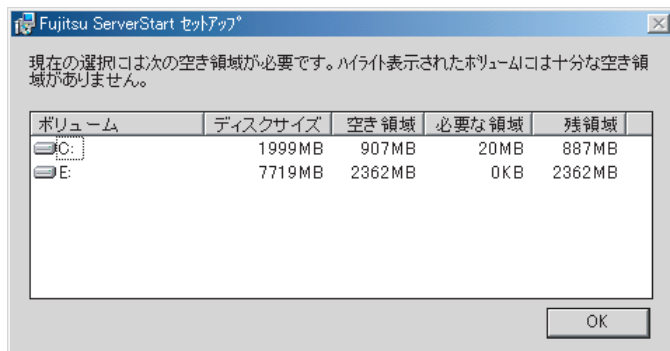 Fujitsu ServerStart ｾｯﾄｱｯﾌﾟ
現在の選択には次の空き領域が必要です。ハイライト表示されたボリュームには十分な空き領
域がありません。
ボリューム ディスクサイズ 空き領域 必要な領域 残領域
C: 1999MB 907MB 20MB 887MB
E: 7719MB 2362MB 0KB 2362MB
OK